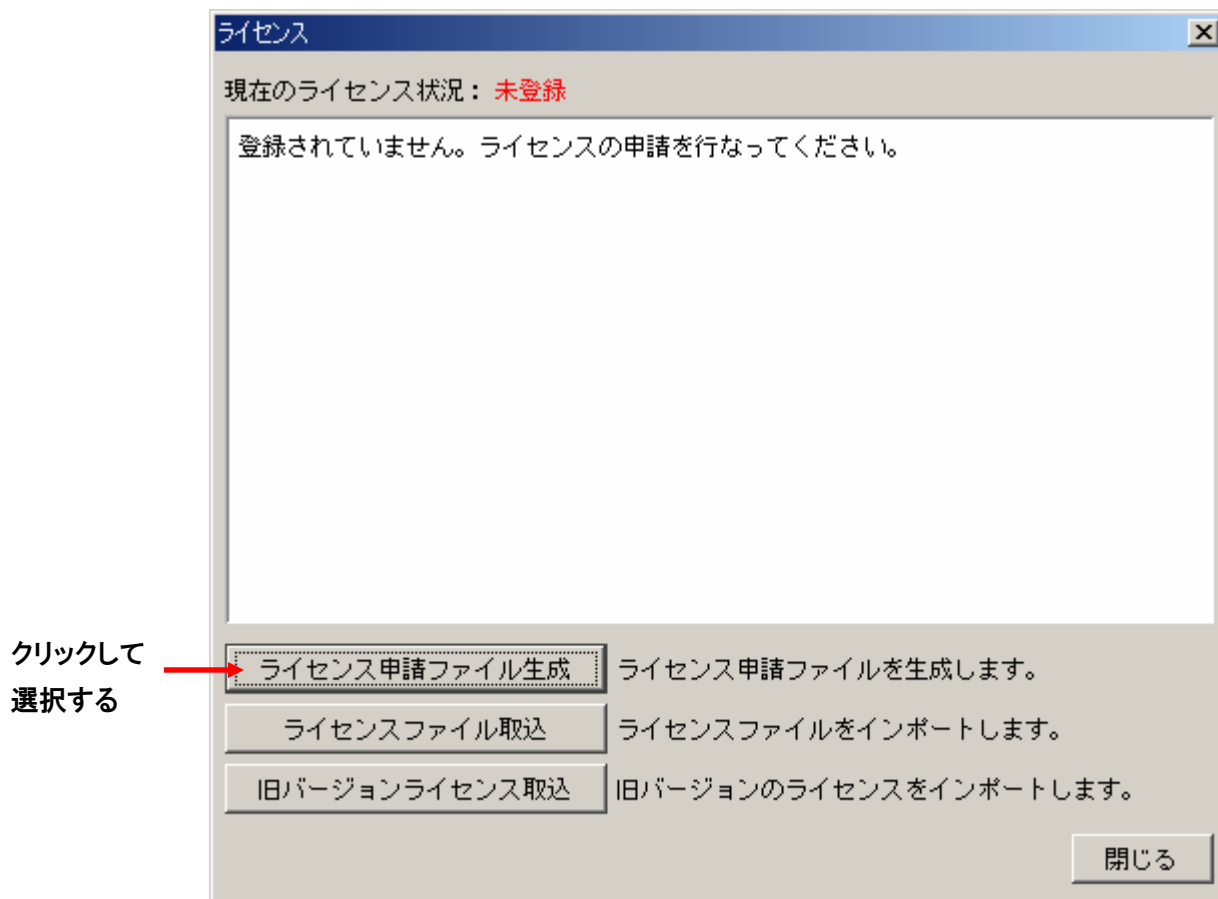 ライセンス
現在のライセンス状況： 未登録
登録されていません。ライセンスの申請を行なってください。
クリックして
選択する
ライセンス申請ファイル生成 ライセンス申請ファイルを生成します。
ライセンスファイル取込 ライセンスファイルをインポートします。
旧バージョンライセンス取込 旧バージョンのライセンスをインポートします。
閉じる